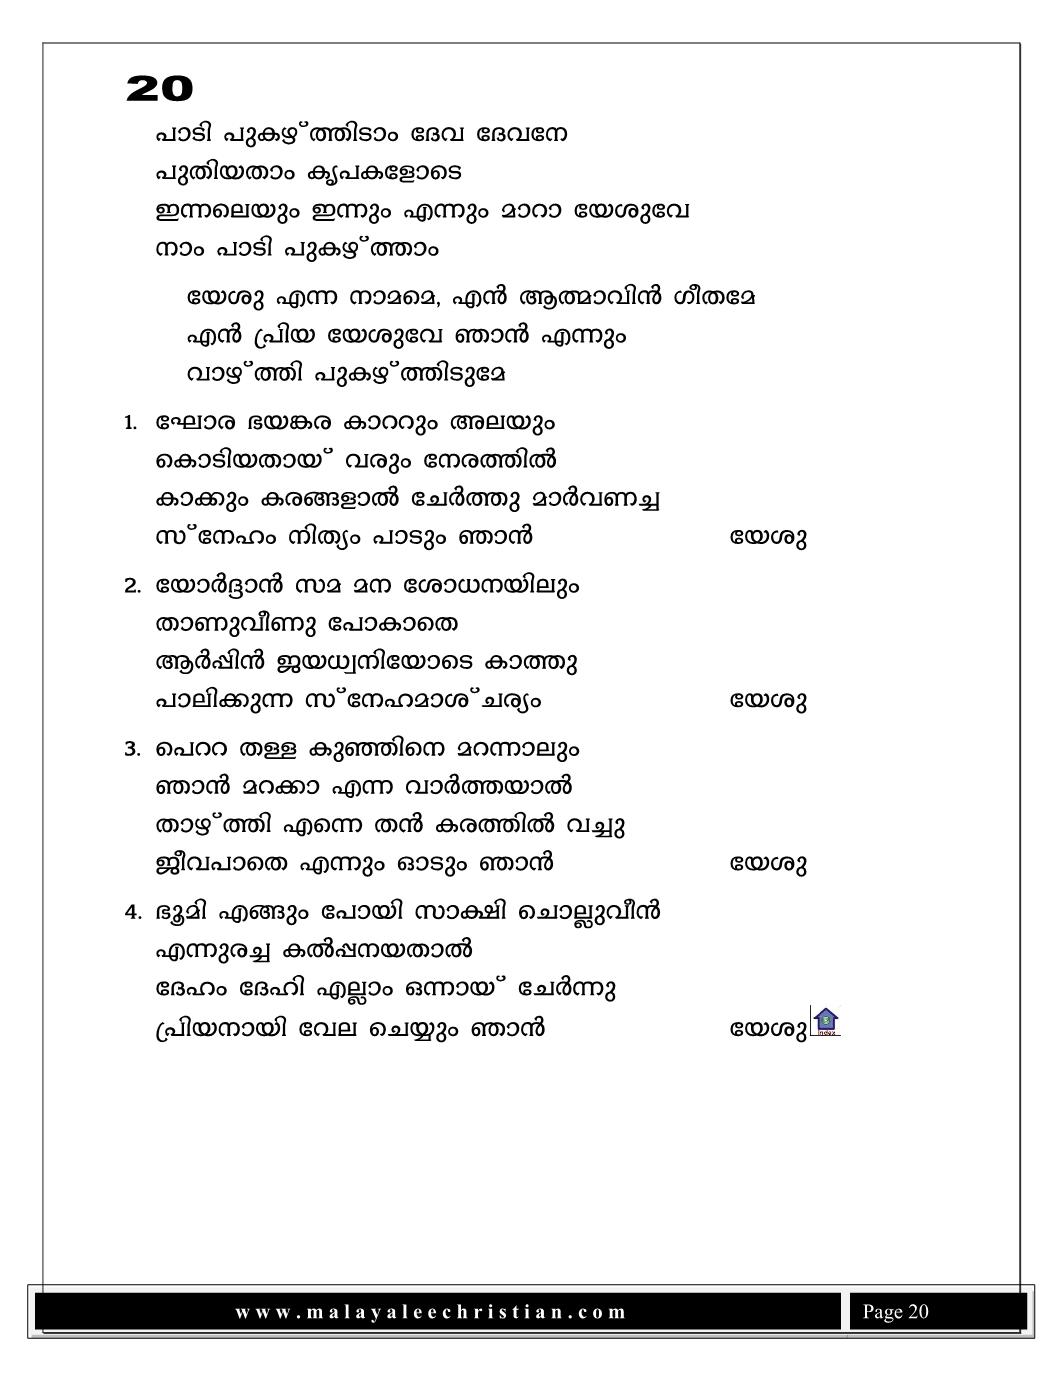 20
പാടി പുകഴ്ത്തിടാം ദേവ ദേവനേ
പുതിയതാം കൃപകളോടെ
ഇന്നലെയും ഇന്നും എന്നും മാറാ യേശുവേ
നാം പാടി പുകഴ്ത്താം
യേശു എന്ന നാമമെ, എൻ ആത്മാവിൻ ഗീതമേ
എൻ പ്രിയ യേശുവേ ഞാൻ എന്നും
വാഴ്ത്തി പുകഴ്ത്തിടുമേ
1. ഘോര ഭയങ്കര കാററും അലയും
കൊടിയതായ് വരും നേരത്തിൽ
കാക്കും കരങ്ങളാൽ ചേർത്തു മാർവണച്ച
സ്നേഹം നിത്യം പാടും ഞാൻ യേശു
2. യോർദ്ദാൻ സമ മന ശോധനയിലും
താണുവീണു പോകാതെ
ആർപ്പിൻ ജയധ്വനിയോടെ കാത്തു
പാലിക്കുന്ന സ്നേഹമാശ്ചര്യം യേശു
3. പെററ തള്ള കുഞ്ഞിനെ മറന്നാലും
ഞാൻ മറക്കാ എന്ന വാർത്തയാൽ
താഴ്ത്തി എന്നെ തൻ കരത്തിൽ വച്ചു
ജീവപാതെ എന്നും ഓടും ഞാൻ യേശു
4. ഭൂമി എങ്ങും പോയി സാക്ഷി ചൊല്ലുവീൻ
എന്നുരച്ച കൽപ്പനയതാൽ
ദേഹം ദേഹി എല്ലാം ഒന്നായ് ചേർന്നു
പ്രിയനായി വേല ചെയ്യും ഞാൻ യേശു
Index
www.malayaleechristian.com Page 20